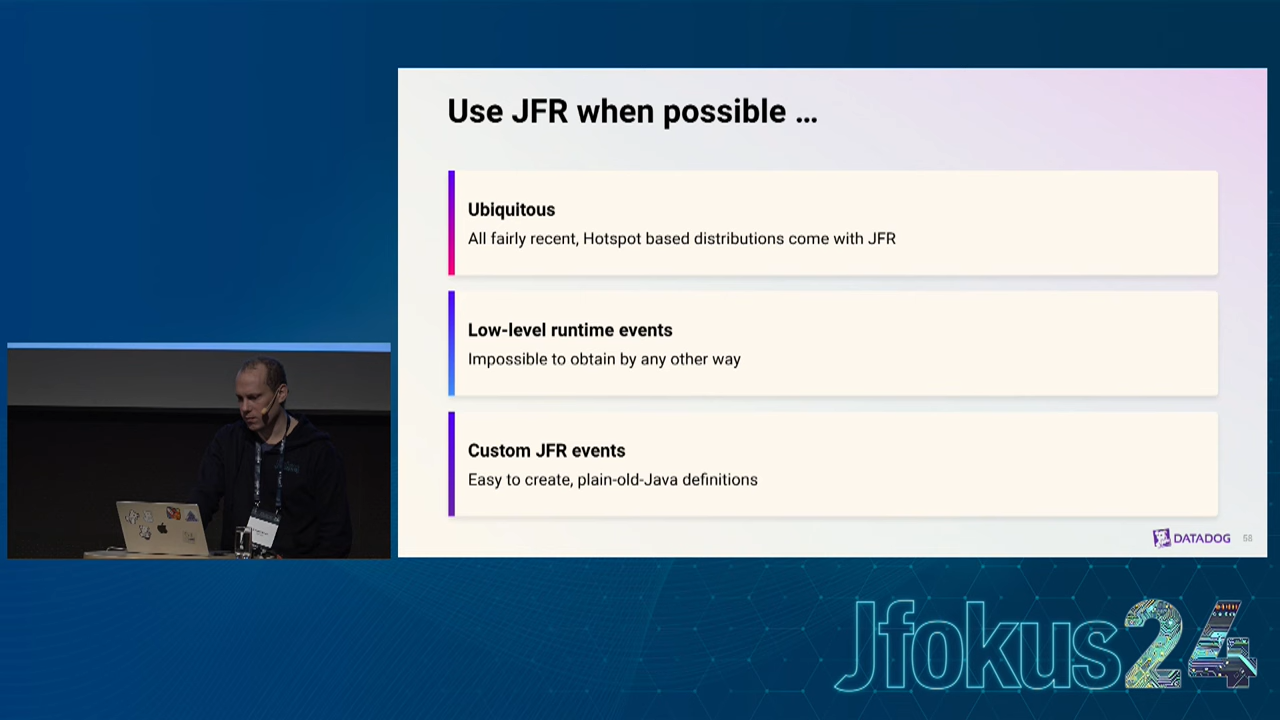 Use JFR when possible ...
Ubiquitous
All fairly recent, Hotspot based distributions come with JFR
Low-level runtime events
Impossible to obtain by any other way
Custom JFR events
Easy to create, plain-old-Java definitions
DATADOG 58
Jfokus24